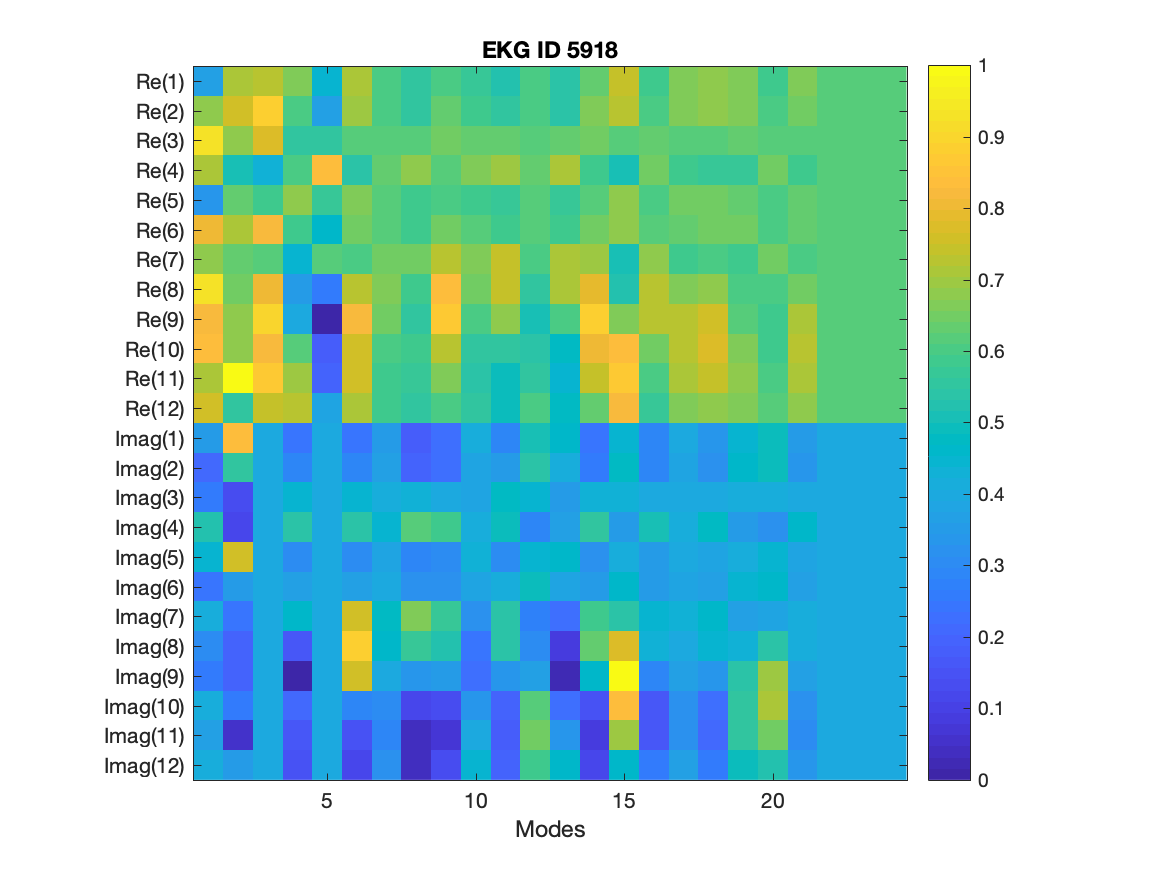 EKG ID 5918
Re(1)
Re(2)
Re(3)
Re(4)
Re(5)
Re(6)
Re(7)
Re(8)
Re(9)
Re(10)
Re(11)
Re(12)
Imag(1)
Imag(2)
Imag(3)
Imag(4)
Imag(5)
Imag(6)
Imag(7)
Imag(8)
Imag(9)
Imag(10)
Imag(11)
Imag(12)
5 10 15 20
Modes
1
0.9
0.8
0.7
0.6
0.5
0.4
0.3
0.2
0.1
0